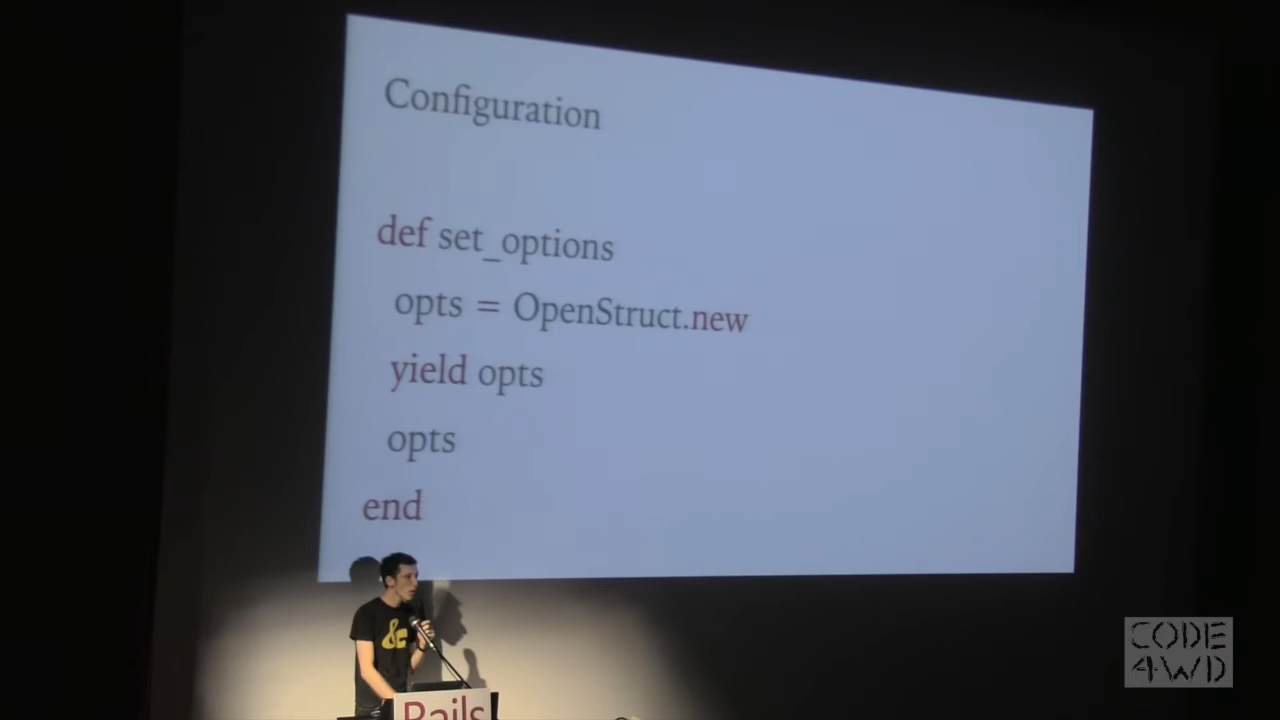 Configuration
def set_options
opts = OpenStruct.new
yield opts
opts
end
&
Rails
CODE
4WD